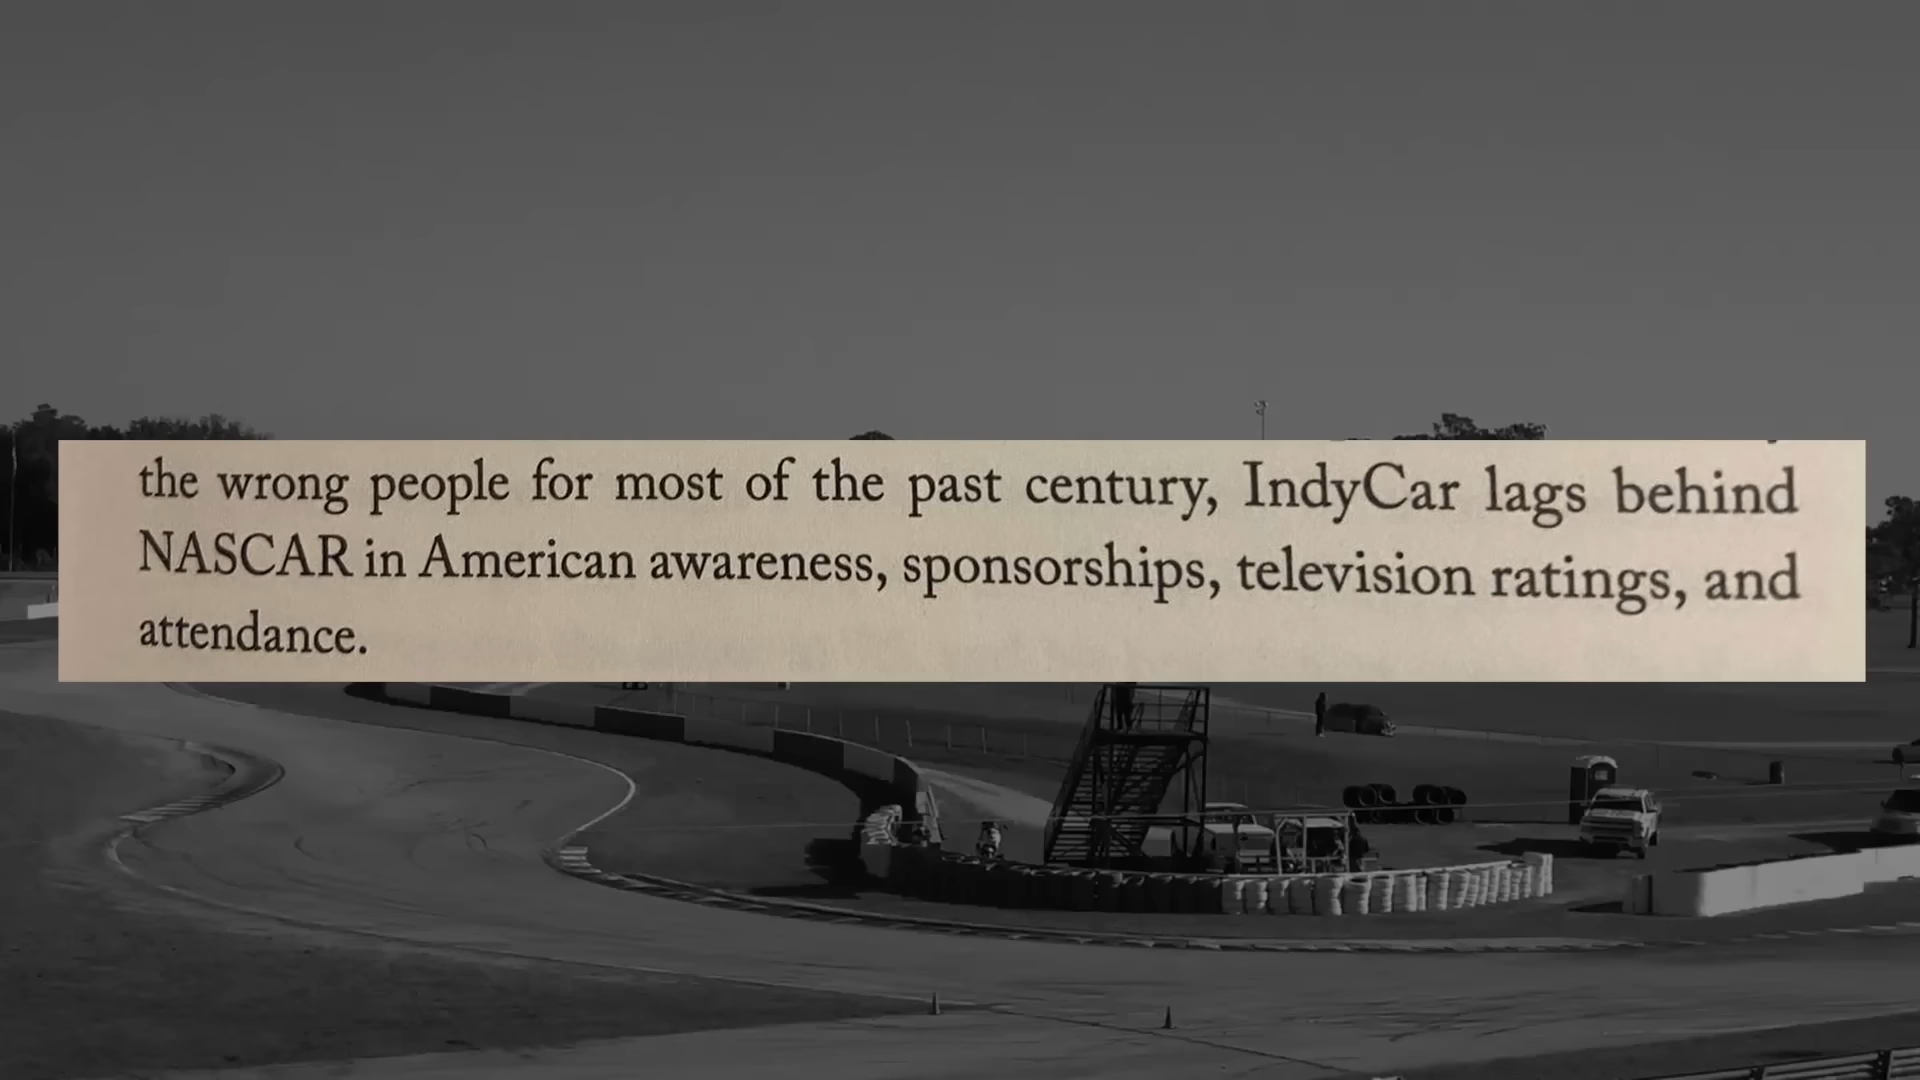 the wrong people for most of the past century, IndyCar lags behind
NASCAR in American awareness, sponsorships, television ratings, and
attendance.